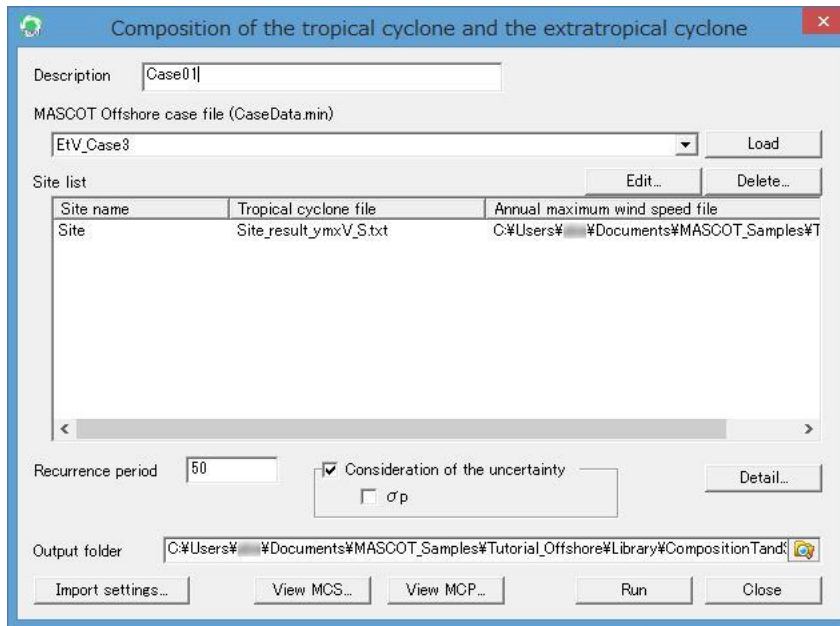 Composition of the tropical cyclone and the extratropical cyclone
Description Case01
MASCOT Offshore case file (CaseData.min)
EtV_Case3 Load
Site list Edit... Delete...
Site name Tropical cyclone file Annual maximum wind speed file
Site Site_result_ymxV_S.txt C:¥Users¥ ¥Documents¥MASCOT_Samples¥T
Recurrence period 50 Consideration of the uncertainty Detail...
σp
Output folder C:¥Users¥ ¥Documents¥MASCOT_Samples¥Tutorial_Offshore¥Library¥CompositionTandS
Import settings... View MCS... View MCP... Run Close